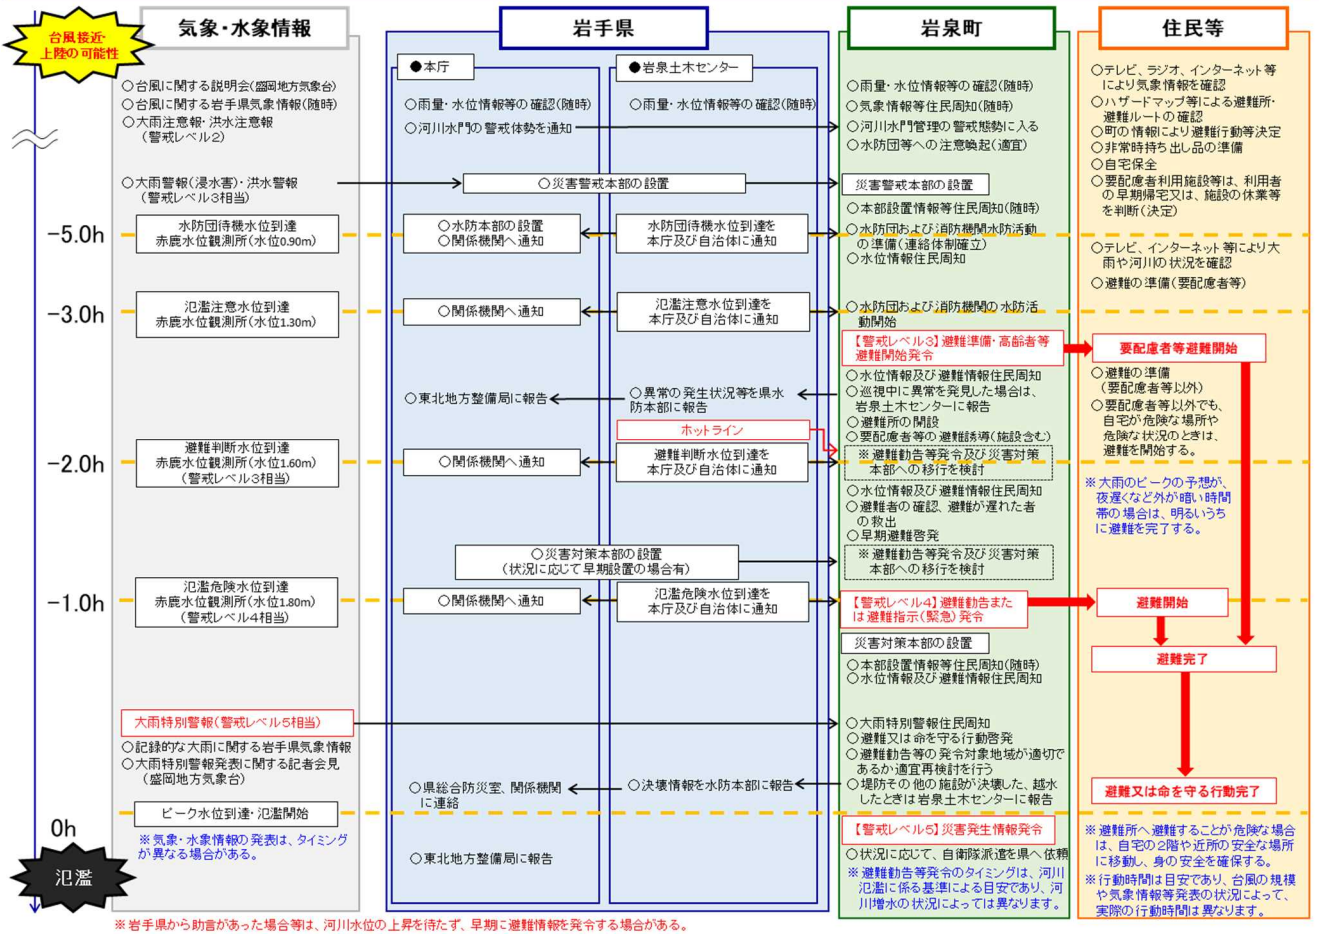 台風接近・
上陸の可能性
気象・水象情報
岩手県
岩泉町
住民等
○台風に関する説明会(盛岡地方気象台)
○台風に関する岩手県気象情報(随時)
○大雨注意報・洪水注意報
(警戒レベル2)
○大雨警報(浸水害)・洪水警報
(警戒レベル3相当)
-5.0h
水防団待機水位到達
赤鹿水位観測所(水位0.90m)
-3.0h
氾濫注意水位到達
赤鹿水位観測所(水位1.30m)
-2.0h
避難判断水位到達
赤鹿水位観測所(水位1.60m)
(警戒レベル3相当)
-1.0h
氾濫危険水位到達
赤鹿水位観測所(水位1.80m)
(警戒レベル4相当)
大雨特別警報(警戒レベル5相当)
○記録的な大雨に関する岩手県気象情報
○大雨特別警報発表に関する記者会見
(盛岡地方気象台)
0h
ピーク水位到達・氾濫開始
※気象・水象情報の発表は、タイミング
が異なる場合がある。
氾濫
●本庁
○雨量・水位情報等の確認(随時)
○河川水門の警戒体勢を通知
○災害警戒本部の設置
○水防本部の設置
○関係機関へ通知
○関係機関へ通知
○東北地方整備局に報告
○関係機関へ通知
○災害対策本部の設置
(状況に応じて早期設置の場合有)
○関係機関へ通知
○県総合防災室、関係機関
に連絡
○東北地方整備局に報告
●岩泉土木センター
○雨量・水位情報等の確認(随時)
水防団待機水位到達を
本庁及び自治体に通知
氾濫注意水位到達を
本庁及び自治体に通知
○異常の発生状況等を県水
防本部に報告
ホットライン
避難判断水位到達を
本庁及び自治体に通知
氾濫危険水位到達を
本庁及び自治体に通知
○決壊情報を水防本部に報告
○雨量・水位情報等の確認(随時)
○気象情報等住民周知(随時)
○河川水門管理の警戒態勢に入る
○水防団等への注意喚起(適宜)
災害警戒本部の設置
○本部設置情報等住民周知(随時)
○水防団および消防機関水防活動
の準備(連絡体制確立)
○水位情報住民周知
○水防団および消防機関の水防活
動開始
【警戒レベル3】避難準備・高齢者等
避難開始発令
○水位情報及び避難情報住民周知
○巡視中に異常を発見した場合は、
岩泉土木センターに報告
○避難所の開設
○要配慮者等の避難誘導(施設含む)
※避難勧告等発令及び災害対策
本部への移行を検討
○水位情報及び避難情報住民周知
○避難者の確認、避難が遅れた者
の救出
○早期避難啓発
※避難勧告等発令及び災害対策
本部への移行を検討
【警戒レベル4】避難勧告また
は避難指示(緊急)発令
災害対策本部の設置
○本部設置情報等住民周知(随時)
○水位情報及び避難情報住民周知
○大雨特別警報住民周知
○避難又は命を守る行動啓発
○避難勧告等の発令対象地域が適切で
あるか適宜再検討を行う
○堤防その他の施設が決壊した、越水
したときは岩泉土木センターに報告
【警戒レベル5】災害発生情報発令
○状況に応じて、自衛隊派遣を県へ依頼
※避難勧告等発令のタイミングは、河川
氾濫に係る基準による目安であり、河
川増水の状況によっては異なります。
○テレビ、ラジオ、インターネット等
により気象情報を確認
○ハザードマップ等による避難所・
避難ルートの確認
○町の情報により避難行動等決定
○非常時持ち出し品の準備
○自宅保全
○要配慮者利用施設等は、利用者
の早期帰宅又は、施設の休業等
を判断(決定)
○テレビ、インターネット等により大
雨や河川の状況を確認
○避難の準備(要配慮者等)
要配慮者等避難開始
○避難の準備
(要配慮者等以外)
○要配慮者等以外でも、
自宅が危険な場所や
危険な状況のときは、
避難を開始する。
※大雨のピークの予想が、
夜遅くなど外が暗い時間
帯の場合は、明るいうち
に避難を完了する。
避難開始
避難完了
避難又は命を守る行動完了
※避難所へ避難することが危険な場合
は、自宅の2階や近所の安全な場所
に移動し、身の安全を確保する。
※行動時間は目安であり、台風の規模
や気象情報等発表の状況によって、
実際の行動時間は異なります。
※岩手県から助言があった場合等は、河川水位の上昇を待たず、早期に避難情報を発令する場合がある。